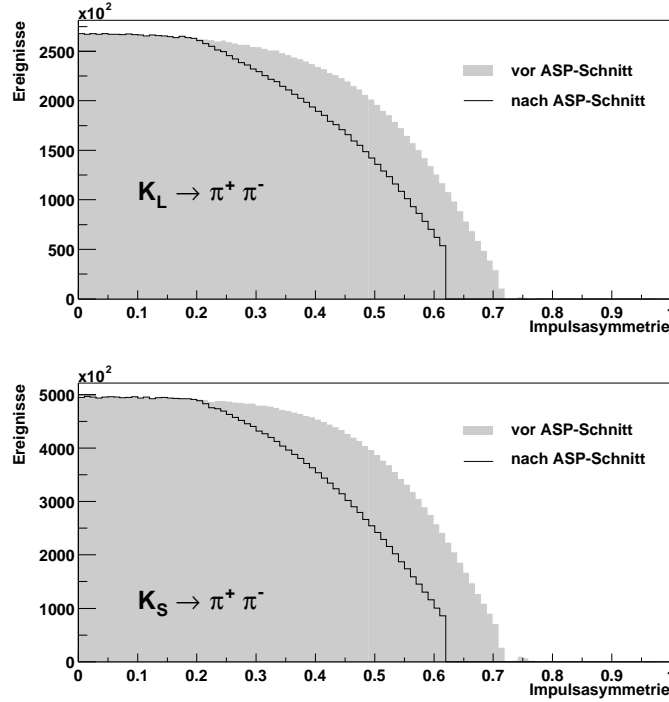 x10²
Ereignisse
2500
2000
1500
1000
500
0
vor ASP-Schnitt
nach ASP-Schnitt
K_L → π⁺ π⁻
0 0.1 0.2 0.3 0.4 0.5 0.6 0.7 0.8 0.9 1
Impulsasymmetrie
x10²
Ereignisse
5000
4000
3000
2000
1000
0
vor ASP-Schnitt
nach ASP-Schnitt
K_S → π⁺ π⁻
0 0.1 0.2 0.3 0.4 0.5 0.6 0.7 0.8 0.9 1
Impulsasymmetrie